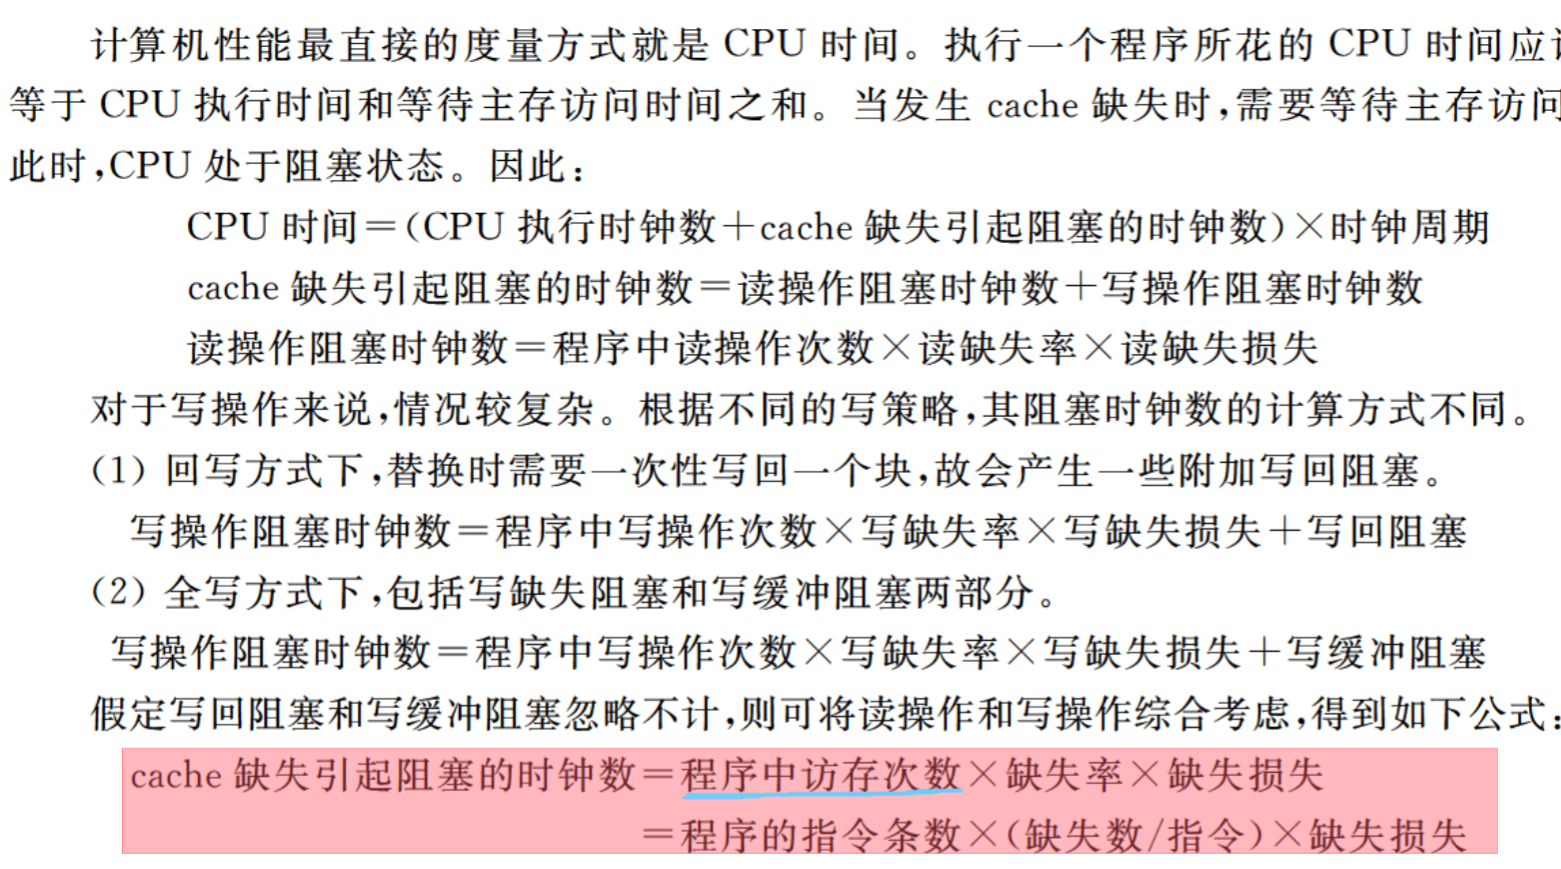 计算机性能最直接的度量方式就是 CPU 时间。执行一个程序所花的 CPU 时间应
等于 CPU 执行时间和等待主存访问时间之和。当发生 cache 缺失时,需要等待主存访问
此时,CPU 处于阻塞状态。因此:
CPU 时间=(CPU 执行时钟数+cache 缺失引起阻塞的时钟数)×时钟周期
cache 缺失引起阻塞的时钟数=读操作阻塞时钟数+写操作阻塞时钟数
读操作阻塞时钟数=程序中读操作次数×读缺失率×读缺失损失
对于写操作来说,情况较复杂。根据不同的写策略,其阻塞时钟数的计算方式不同。
(1) 回写方式下,替换时需要一次性写回一个块,故会产生一些附加写回阻塞。
写操作阻塞时钟数=程序中写操作次数×写缺失率×写缺失损失+写回阻塞
(2) 全写方式下,包括写缺失阻塞和写缓冲阻塞两部分。
写操作阻塞时钟数=程序中写操作次数×写缺失率×写缺失损失+写缓冲阻塞
假定写回阻塞和写缓冲阻塞忽略不计,则可将读操作和写操作综合考虑,得到如下公式:
cache 缺失引起阻塞的时钟数=程序中访存次数×缺失率×缺失损失
=程序的指令条数×(缺失数/指令)×缺失损失